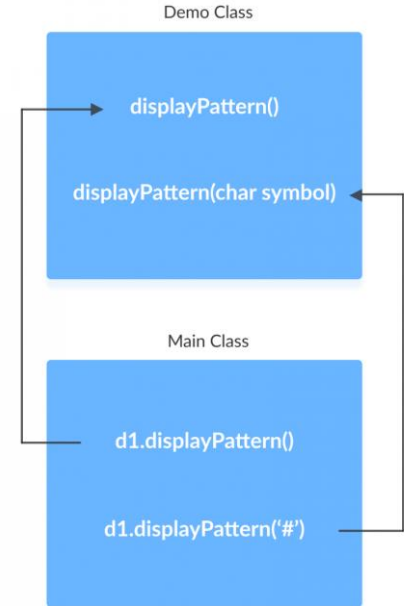 Demo Class
displayPattern()
displayPattern(char symbol)
Main Class
d1.displayPattern()
d1.displayPattern(‘#’)